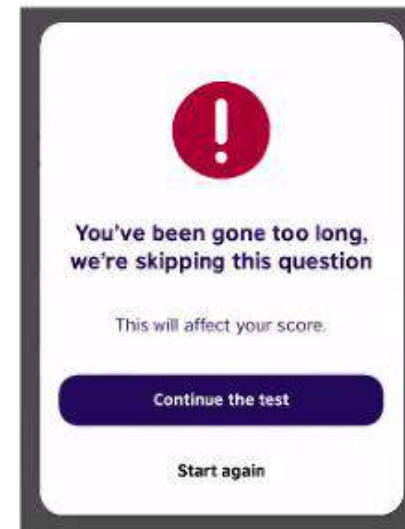 You've been gone too long,
we're skipping this question
This will affect your score.
Continue the test
Start again